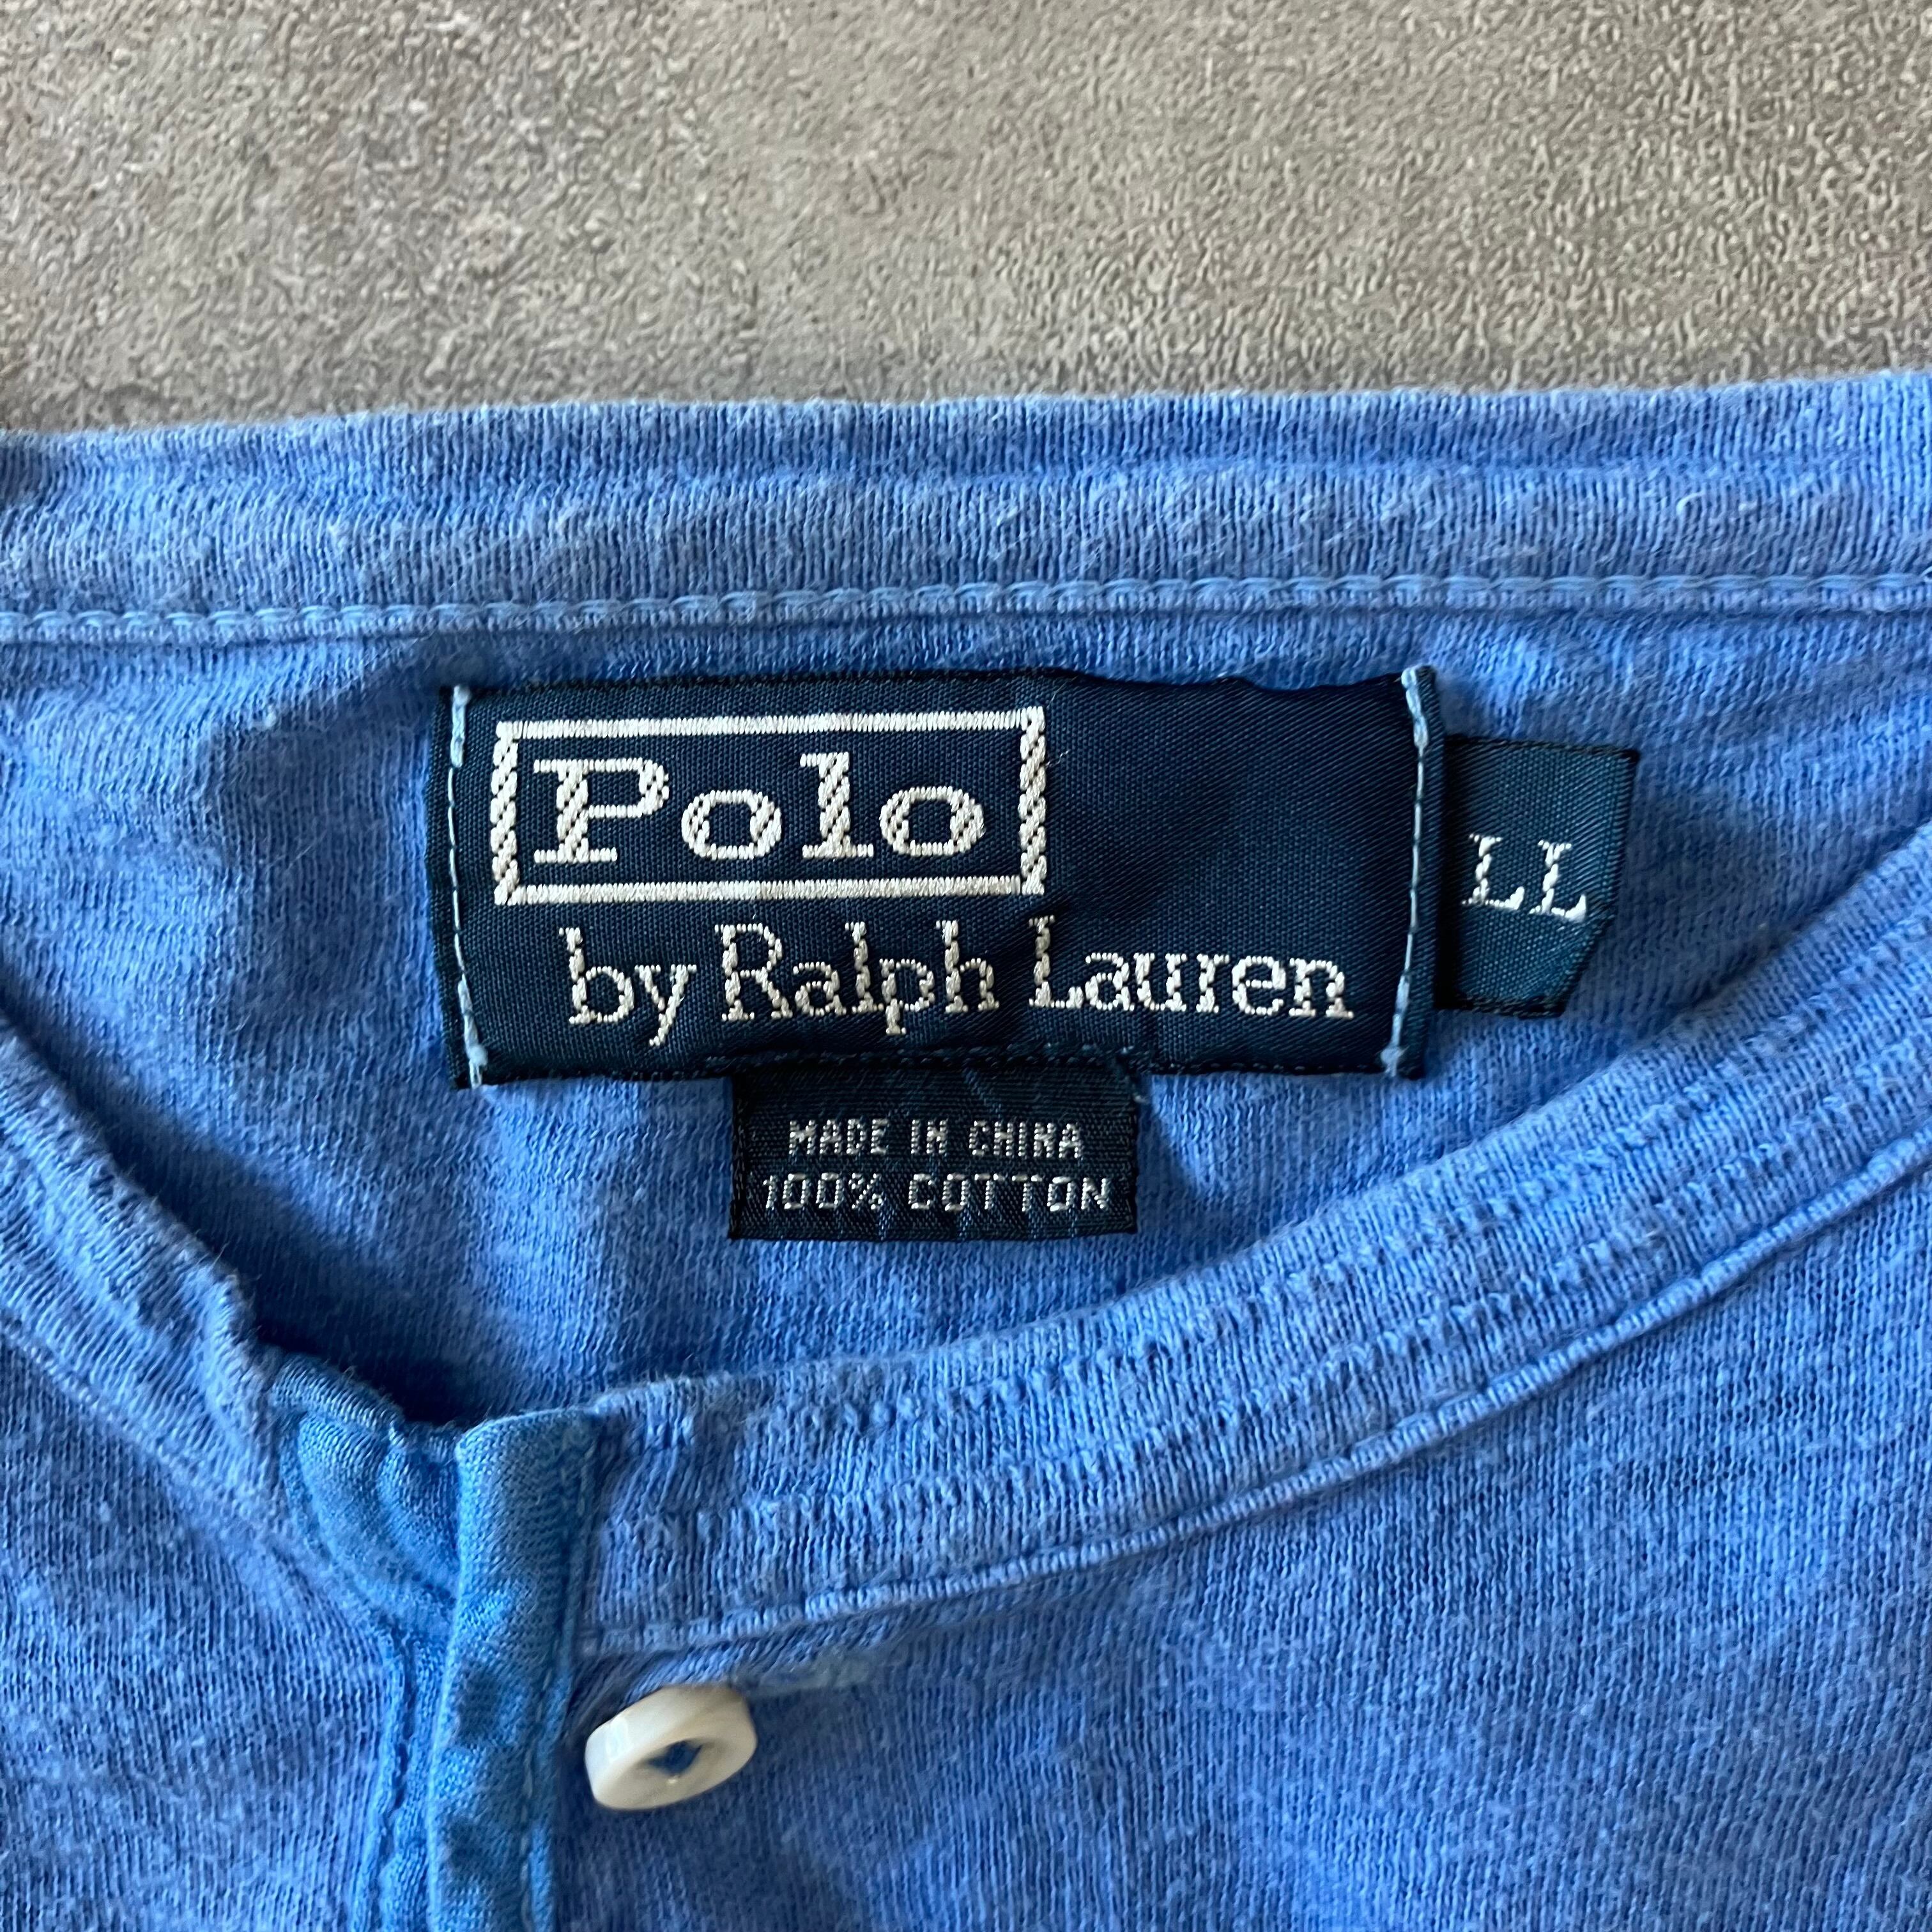 Polo
by Ralph Lauren
LL
MADE IN CHINA
100% COTTON